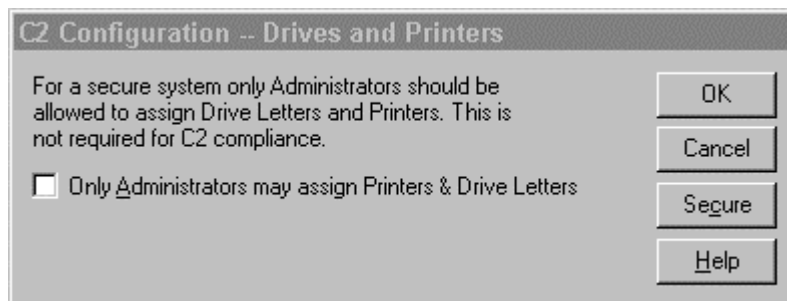 C2 Configuration -- Drives and Printers
For a secure system only Administrators should be
allowed to assign Drive Letters and Printers. This is
not required for C2 compliance.
Only Administrators may assign Printers & Drive Letters
OK
Cancel
Secure
Help